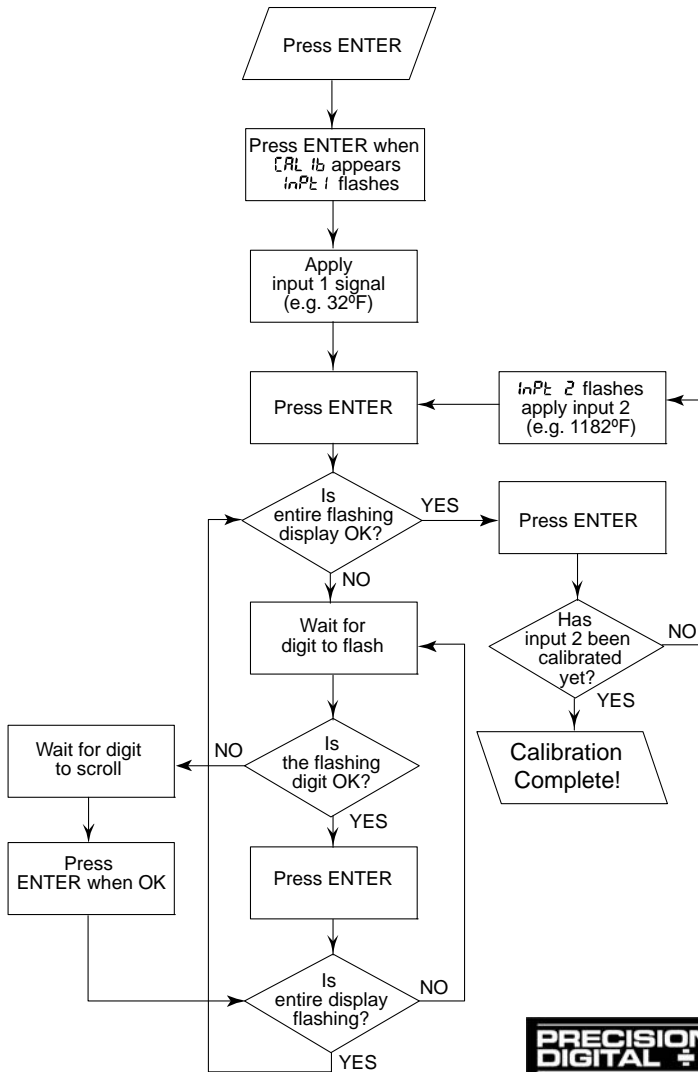 Press ENTER
Press ENTER when
CAL Ib appears
InPt 1 flashes
Apply
input 1 signal
(e.g. 32ºF)
Press ENTER
InPt 2 flashes
apply input 2
(e.g. 1182ºF)
Is
entire flashing
display OK?
YES
NO
Press ENTER
Wait for
digit to flash
Has
input 2 been
calibrated
yet?
NO
YES
Wait for digit
to scroll
NO
Is
the flashing
digit OK?
YES
Calibration
Complete!
Press
ENTER when OK
Press ENTER
Is
entire display
flashing?
NO
YES
PRECISION
DIGITAL